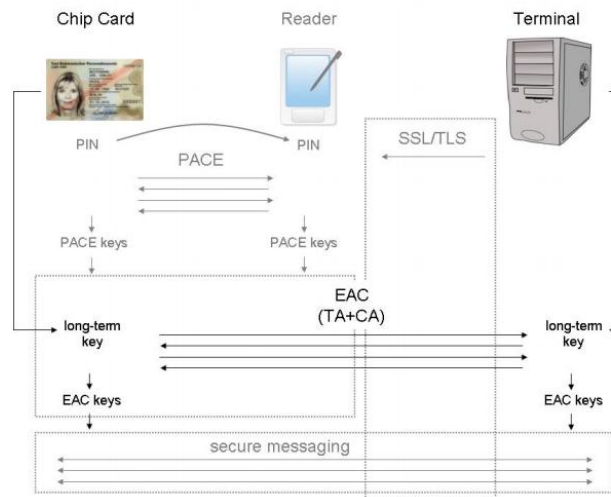 Chip Card
Reader
Terminal
PIN
PIN
SSL/TLS
PACE
PACE keys
PACE keys
EAC
(TA+CA)
long-term
key
long-term
key
EAC keys
EAC keys
secure messaging